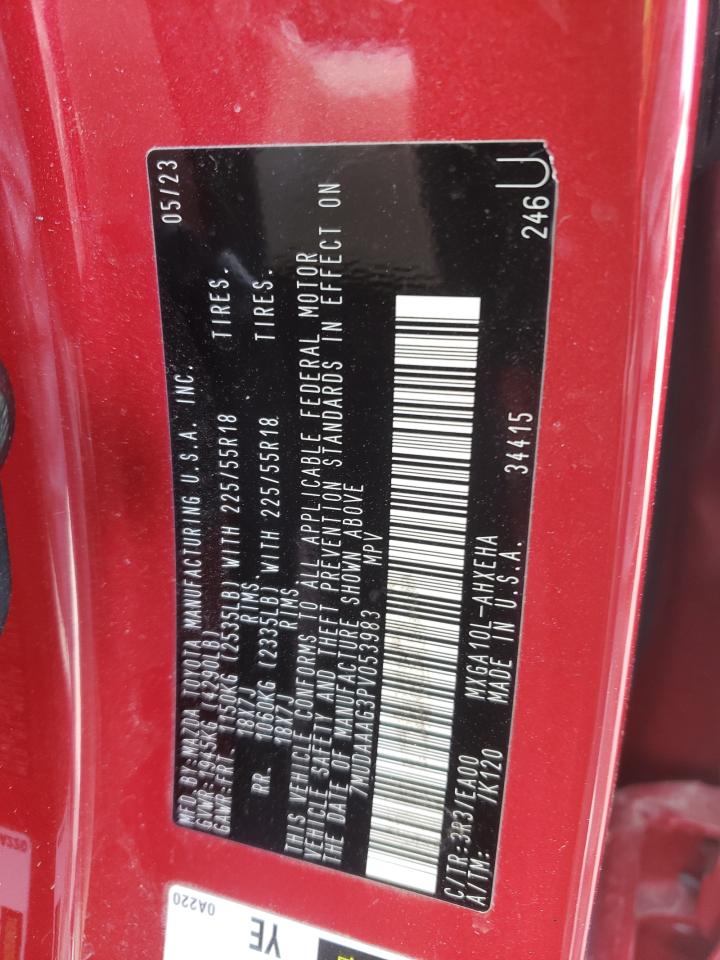 MFD.BY:MAZDA TOYOTA MANUFACTURING U.S.A. INC. 05/23
GVWR:1945KG (4290LB)
GAWR:FRT. 1150KG (2535LB) WITH 225/55R18 TIRES.
18X7J RIMS.
RR. 1060KG (2335LB) WITH 225/55R18 TIRES.
18X7J RIMS
THIS VEHICLE CONFORMS TO ALL APPLICABLE FEDERAL MOTOR
VEHICLE SAFETY AND THEFT PREVENTION STANDARDS IN EFFECT ON
THE DATE OF MANUFACTURE SHOWN ABOVE
7MUDAAAG3PV053983 MPV
C/TR:3R3/EA00 MXGA10L-AHXEHA
A/TM: /K120 MADE IN U.S.A. 34415 246 U
0A220
YE